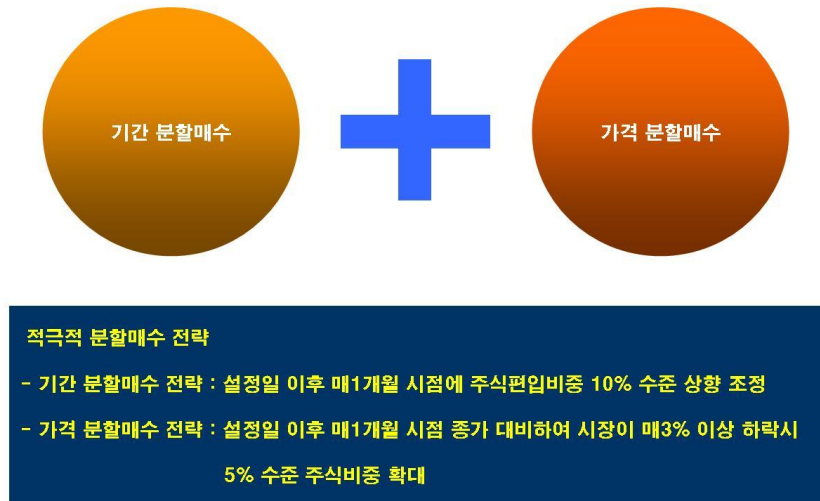 기간 분할매수
가격 분할매수
적극적 분할매수 전략
- 기간 분할매수 전략 : 설정일 이후 매1개월 시점에 주식편입비중 10% 수준 상향 조정
- 가격 분할매수 전략 : 설정일 이후 매1개월 시점 종가 대비하여 시장이 매3% 이상 하락시
5% 수준 주식비중 확대